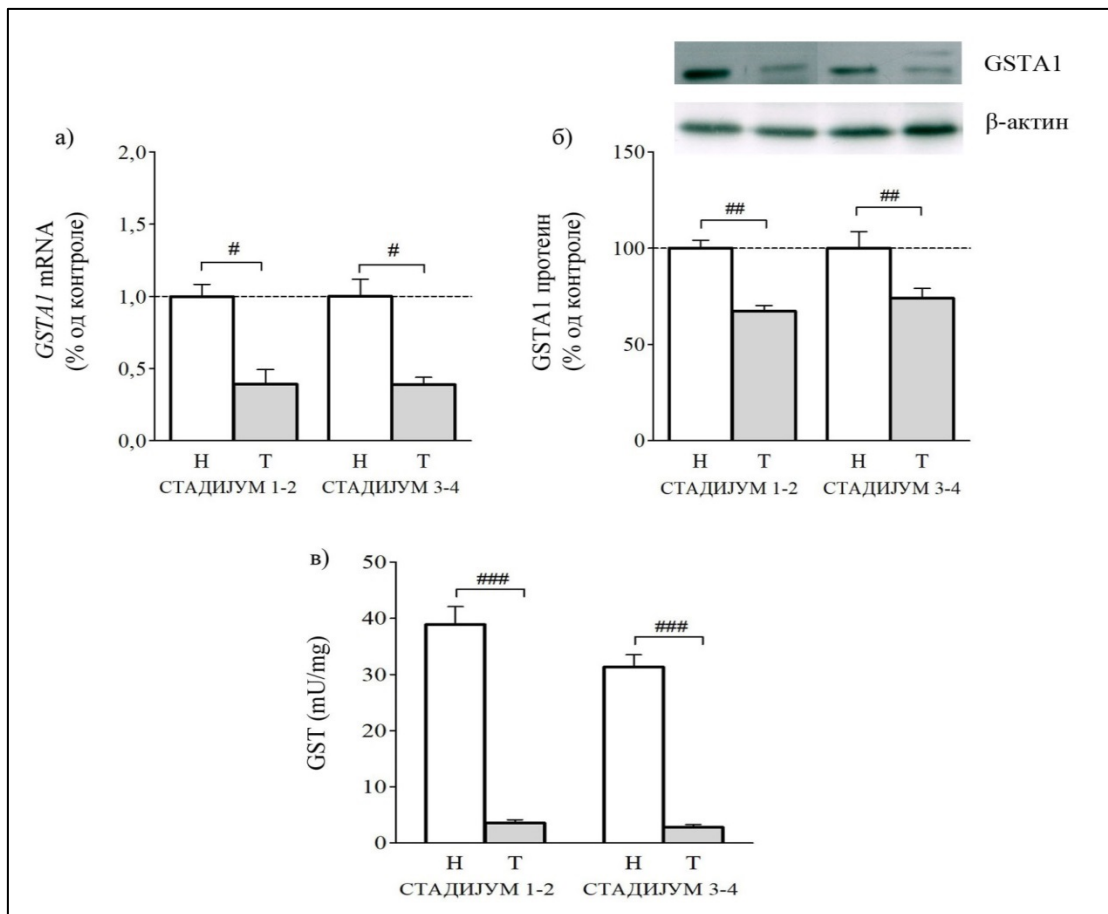 GSTA1
β-актин
а)
GSTA1 mRNA
(% од контроле)
2,0
1,5
1,0
0,5
0,0
#
#
Н
Т
Н
Т
СТАДИЈУМ 1-2
СТАДИЈУМ 3-4
б)
GSTA1 протеин
(% од контроле)
150
100
50
0
##
##
Н
Т
Н
Т
СТАДИЈУМ 1-2
СТАДИЈУМ 3-4
в)
GST (mU/mg)
50
40
30
20
10
0
###
###
Н
Т
Н
Т
СТАДИЈУМ 1-2
СТАДИЈУМ 3-4